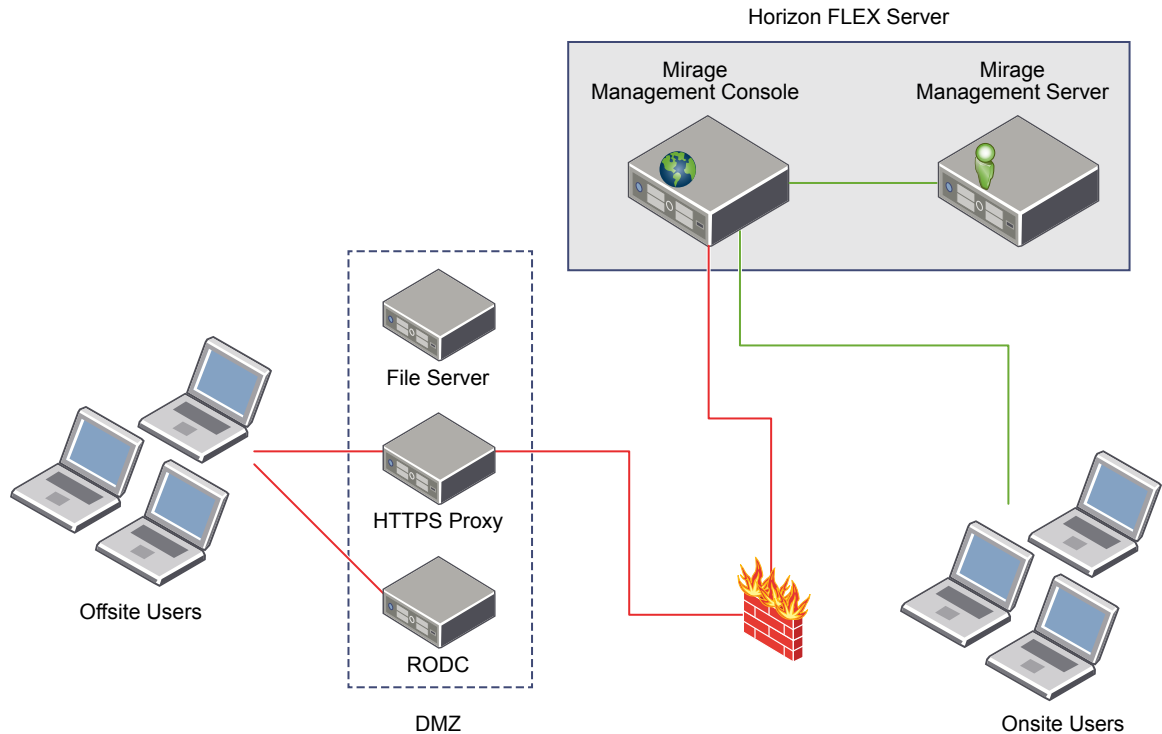 Horizon FLEX Server
Mirage
Management Console
Mirage
Management Server
File Server
HTTPS Proxy
Offsite Users
RODC
DMZ
Onsite Users